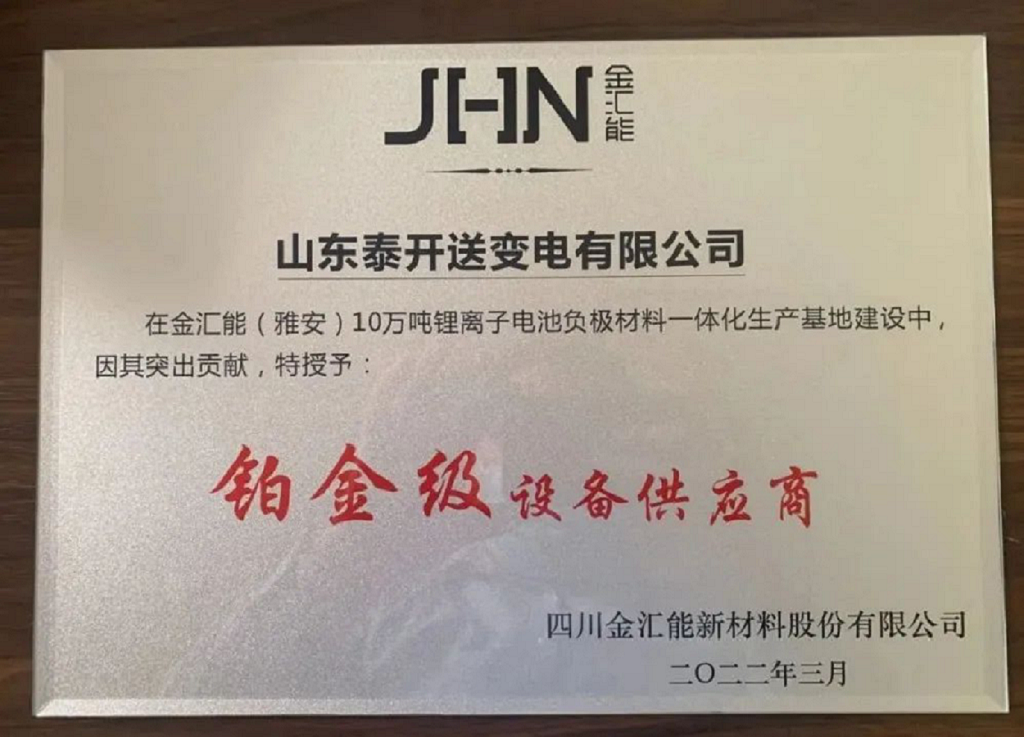 JHN 金汇能
山东泰开送变电有限公司
在金汇能（雅安）10万吨锂离子电池负极材料一体化生产基地建设中，
因其突出贡献，特授予：
铂金级设备供应商
四川金汇能新材料股份有限公司
二〇二二年三月